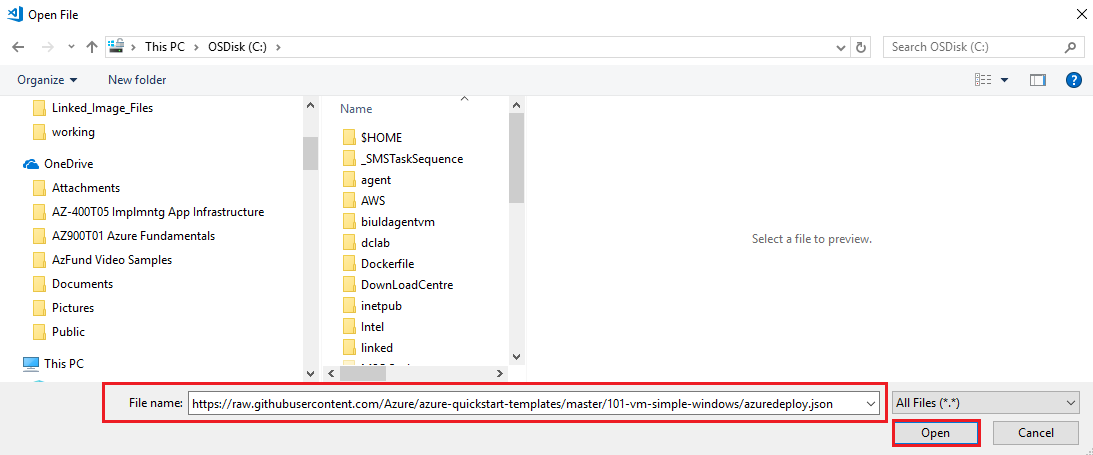 Open File
This PC > OSDisk (C:) >
Search OSDisk (C:)
Organize
New folder
Linked_Image_Files
working
OneDrive
Attachments
AZ-400T05 Implmntg App Infrastructure
AZ900T01 Azure Fundamentals
AzFund Video Samples
Documents
Pictures
Public
This PC
Name
$HOME
_SMSTaskSequence
agent
AWS
biuldagentvm
dclab
Dockerfile
DownLoadCentre
inetpub
Intel
linked
Select a file to preview.
File name: https://raw.githubusercontent.com/Azure/azure-quickstart-templates/master/101-vm-simple-windows/azuredeploy.json
All Files (*.*)
Open
Cancel